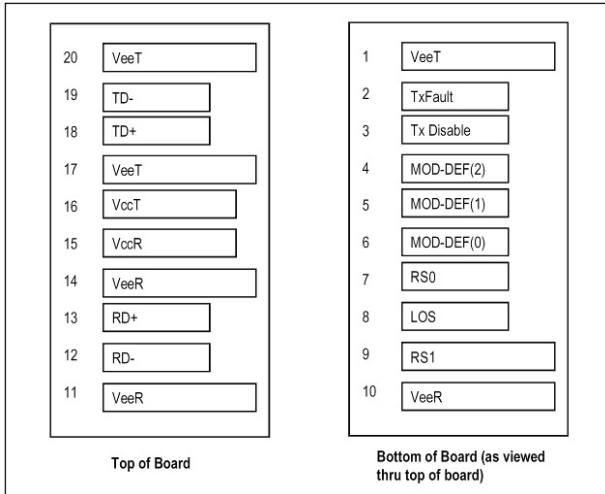 20 VeeT
19 TD-
18 TD+
17 VeeT
16 VccT
15 VccR
14 VeeR
13 RD+
12 RD-
11 VeeR
Top of Board
1 VeeT
2 TxFault
3 Tx Disable
4 MOD-DEF(2)
5 MOD-DEF(1)
6 MOD-DEF(0)
7 RS0
8 LOS
9 RS1
10 VeeR
Bottom of Board (as viewed
thru top of board)